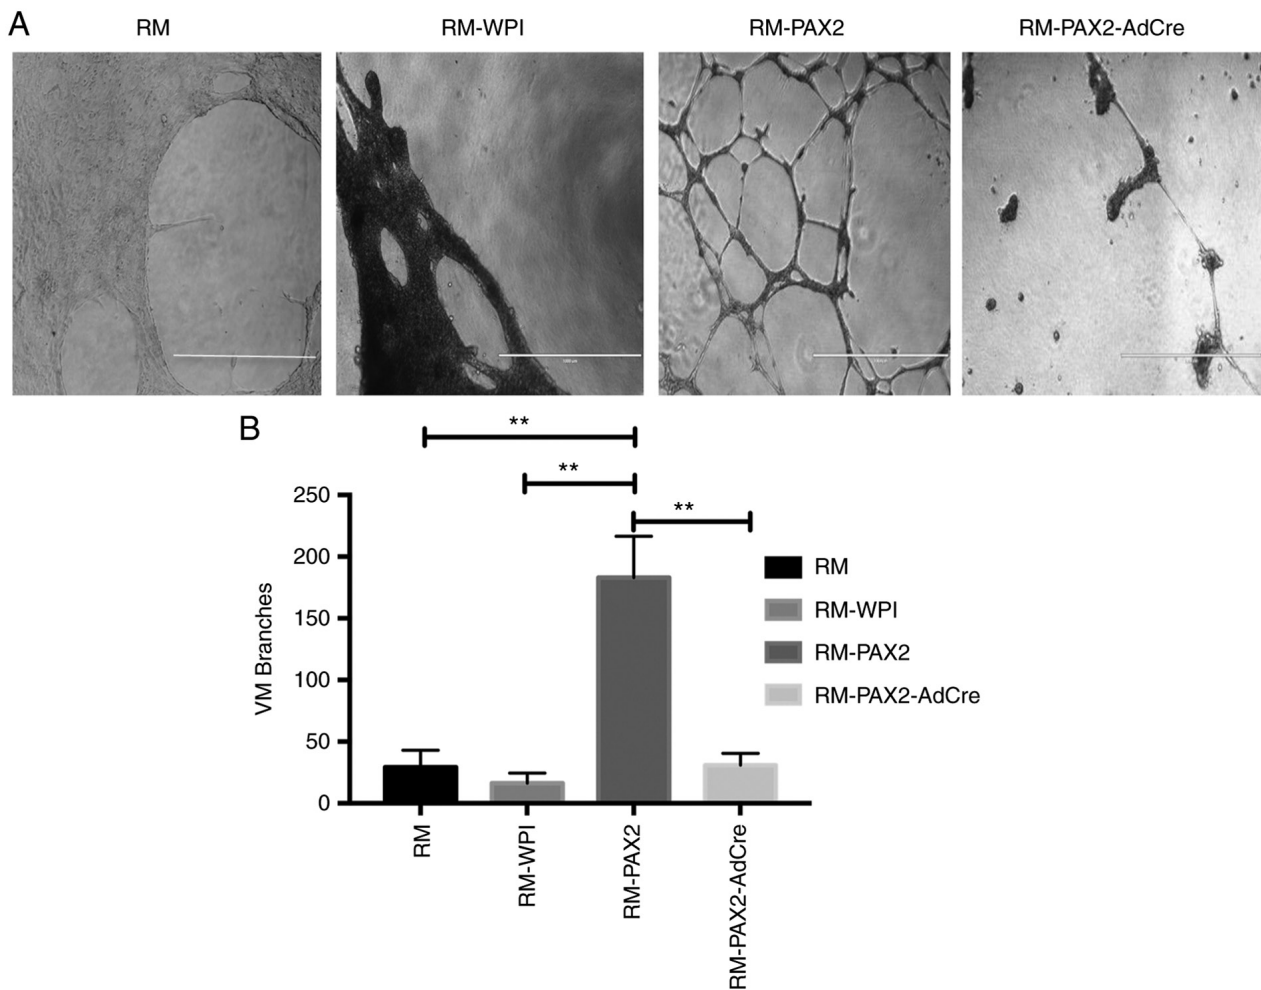 A
RM
RM-WPI
RM-PAX2
RM-PAX2-AdCre
B
**
**
**
250
200
150
100
50
0
VM Branches
RM
RM-WPI
RM-PAX2
RM-PAX2-AdCre
RM
RM-WPI
RM-PAX2
RM-PAX2-AdCre